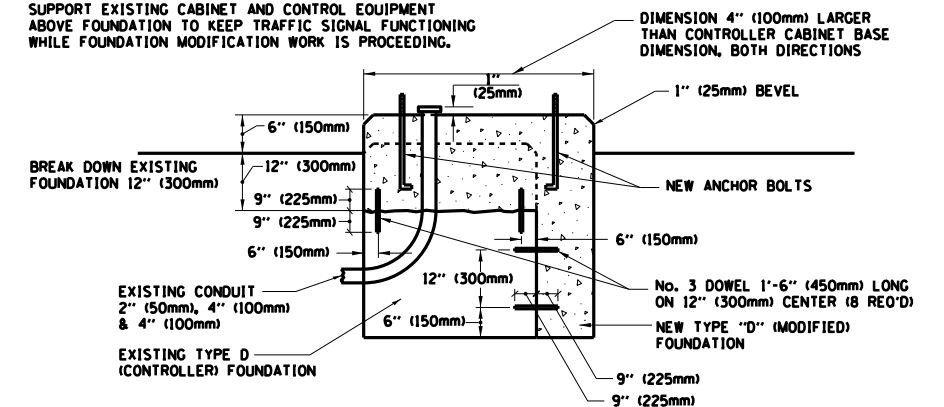 SUPPORT EXISTING CABINET AND CONTROL EQUIPMENT
ABOVE FOUNDATION TO KEEP TRAFFIC SIGNAL FUNCTIONING
WHILE FOUNDATION MODIFICATION WORK IS PROCEEDING.
DIMENSION 4" (100mm) LARGER
THAN CONTROLLER CABINET BASE
DIMENSION, BOTH DIRECTIONS
1"
(25mm)
1" (25mm) BEVEL
6" (150mm)
BREAK DOWN EXISTING
FOUNDATION 12" (300mm)
12" (300mm)
NEW ANCHOR BOLTS
9" (225mm)
9" (225mm)
6" (150mm)
6" (150mm)
12" (300mm)
EXISTING CONDUIT
2" (50mm), 4" (100mm)
& 4" (100mm)
No. 3 DOWEL 1'-6" (450mm) LONG
ON 12" (300mm) CENTER (8 REQ'D)
6" (150mm)
NEW TYPE "D" (MODIFIED)
FOUNDATION
EXISTING TYPE D
(CONTROLLER) FOUNDATION
9" (225mm)
9" (225mm)